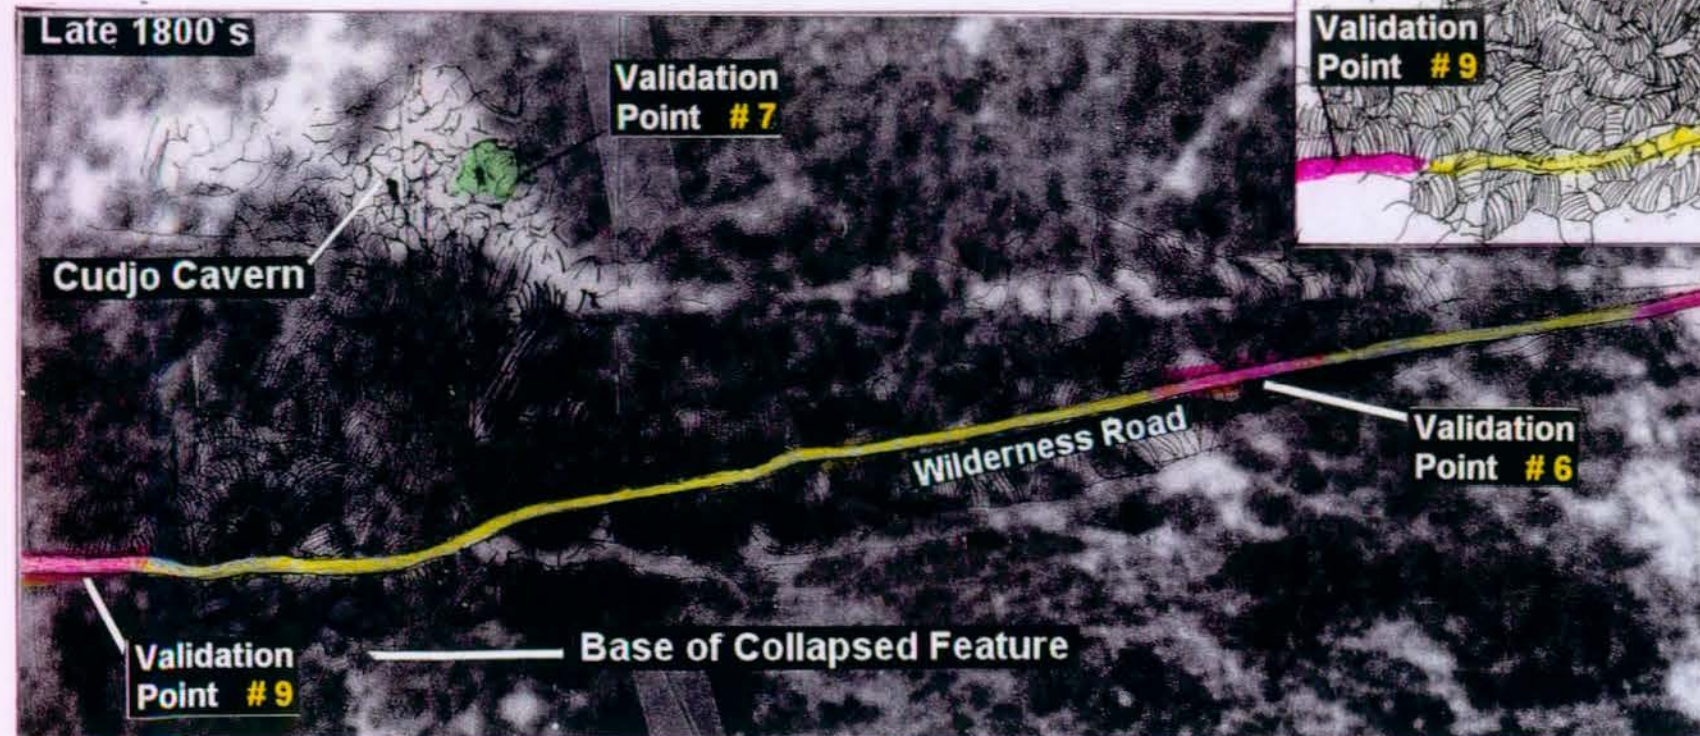 Late 1800`s
Validation
Point # 7
Validation
Point # 9
Cudjo Cavern
Wilderness Road
Validation
Point # 6
Validation
Point # 9
Base of Collapsed Feature